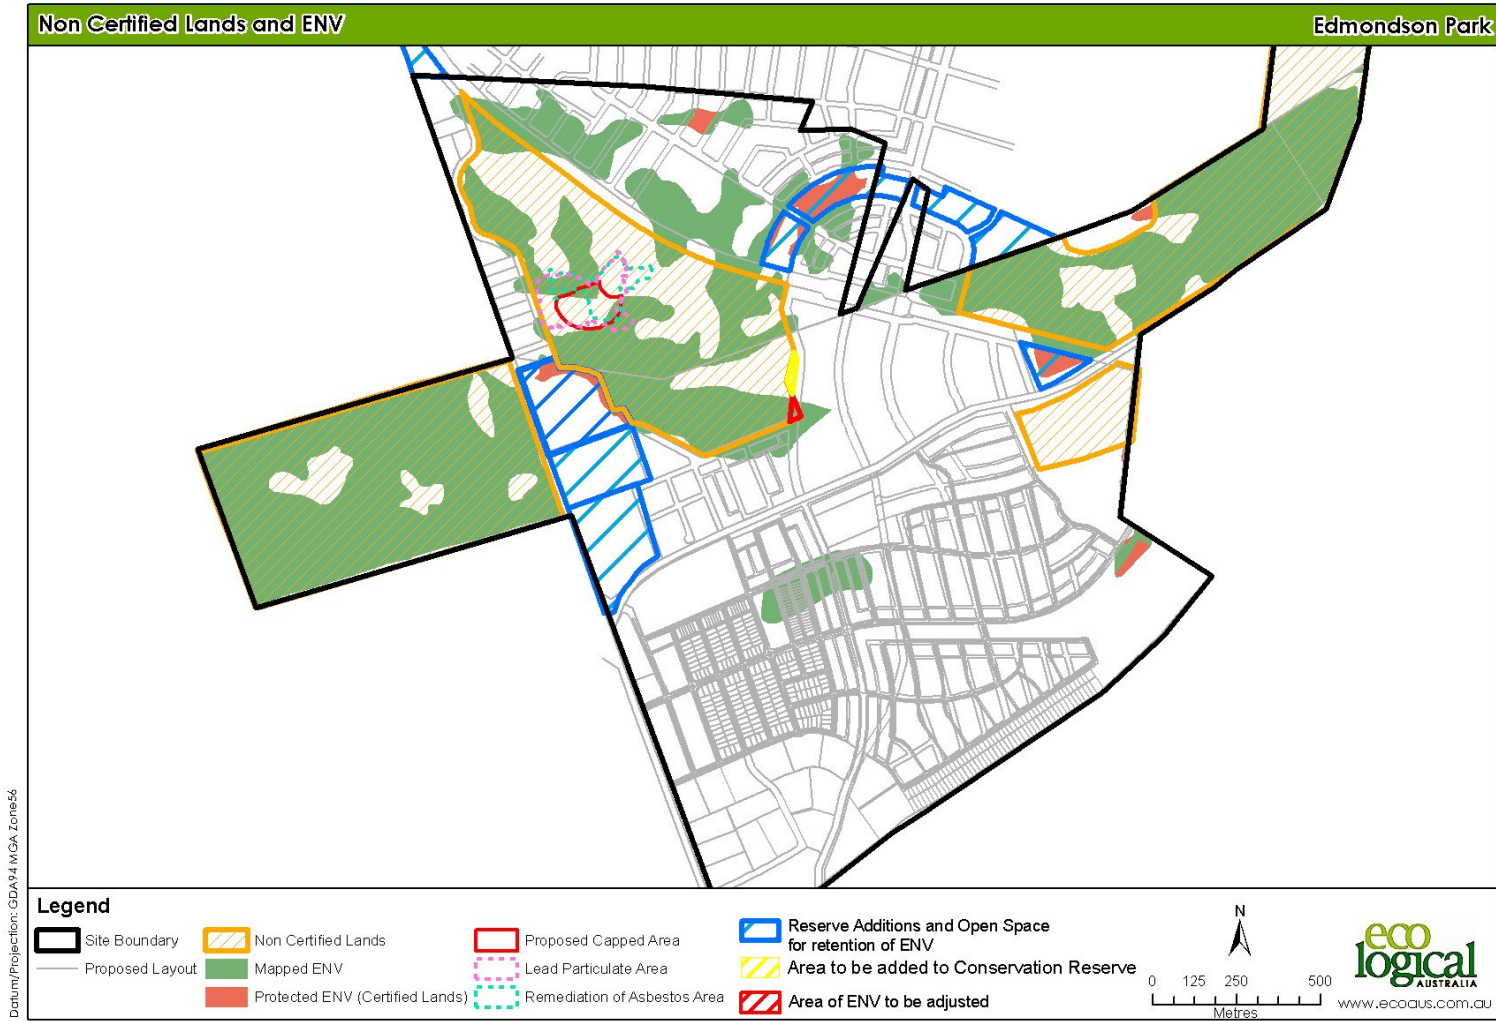 Non Certified Lands and ENV
Edmondson Park
Datum/Projection: GDA94 MGA Zone56
Legend
Site Boundary
Proposed Layout
Non Certified Lands
Mapped ENV
Protected ENV (Certified Lands)
Proposed Capped Area
Lead Particulate Area
Remediation of Asbestos Area
Reserve Additions and Open Space
for retention of ENV
Area to be added to Conservation Reserve
Area of ENV to be adjusted
N
0 125 250 500
Metres
eco
logical
AUSTRALIA
www.ecoaus.com.au